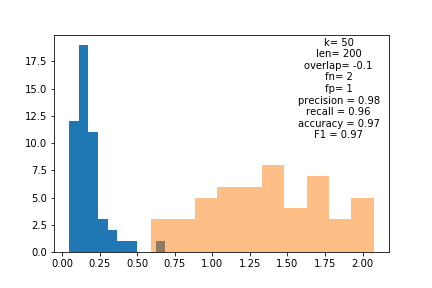 k= 50
len= 200
overlap= -0.1
fn= 2
fp= 1
precision = 0.98
recall = 0.96
accuracy = 0.97
F1 = 0.97
17.5
15.0
12.5
10.0
7.5
5.0
2.5
0.0
0.00 0.25 0.50 0.75 1.00 1.25 1.50 1.75 2.00